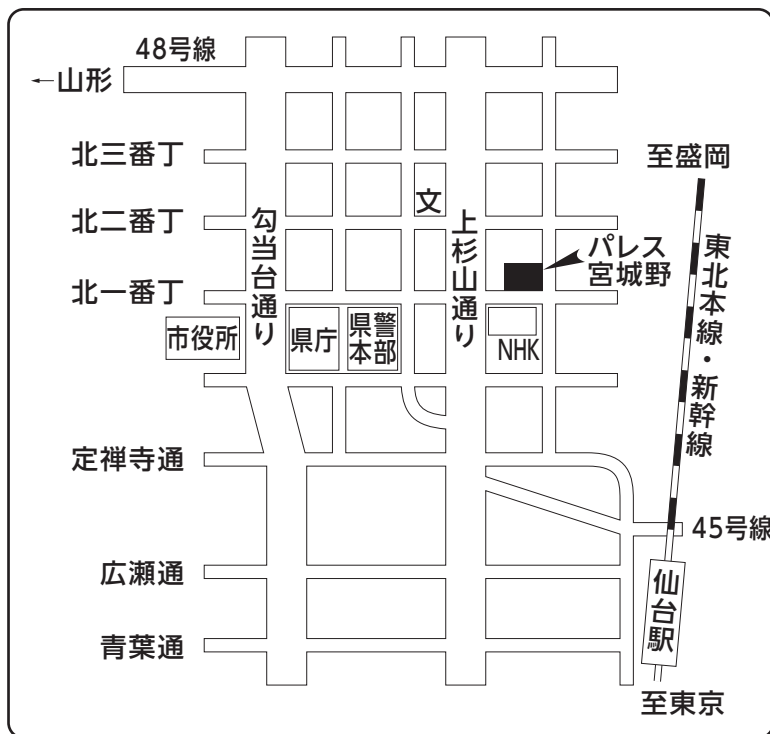 48号線
←山形
北三番丁
至盛岡
北二番丁
文
勾当台通り
上杉山通り
パレス
宮城野
東北本線・新幹線
北一番丁
市役所
県庁
県警
本部
NHK
定禅寺通
45号線
広瀬通
仙台駅
青葉通
至東京